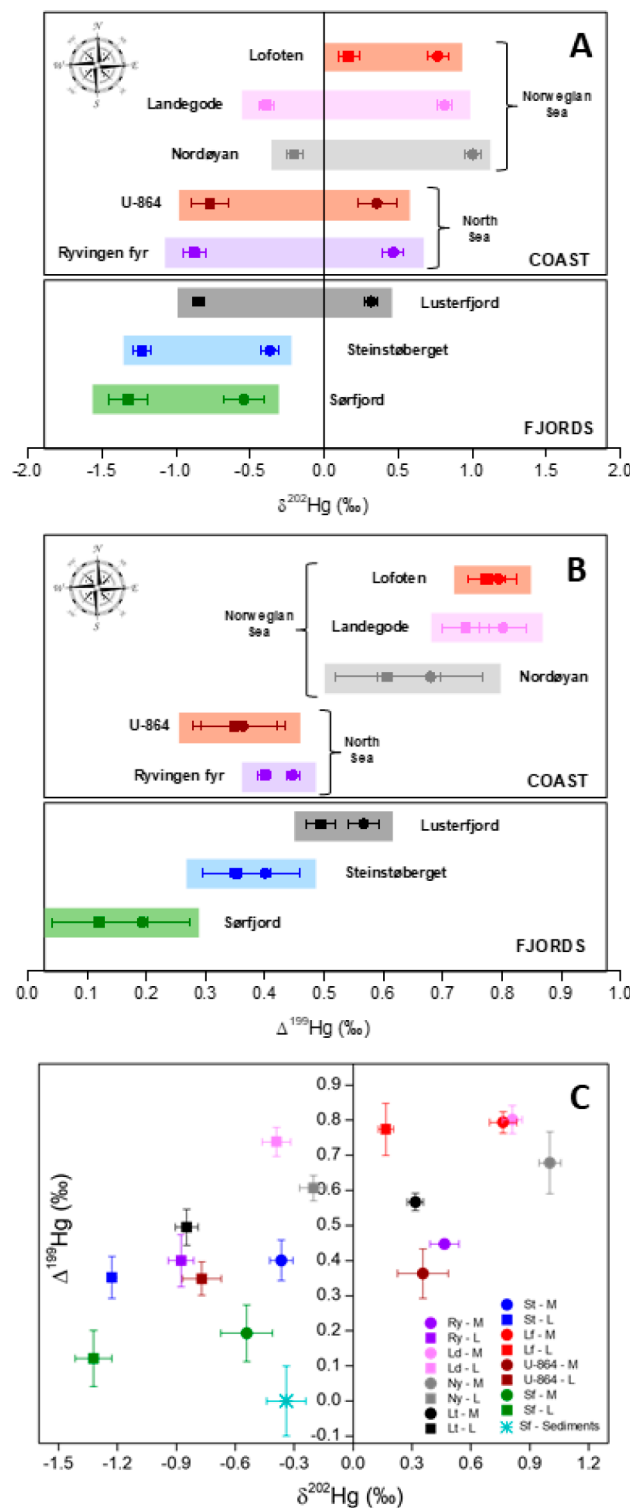 A
N
W
E
S
Lofoten
Landegode
Nordøyan
Norwegian
Sea
U-864
Ryvingen fyr
North
Sea
COAST
Lusterfjord
Steinstøberget
Sørfjord
FJORDS
-2.0 -1.5 -1.0 -0.5 0.0 0.5 1.0 1.5 2.0
δ²⁰²Hg (‰)
B
N
W
E
S
Lofoten
Landegode
Nordøyan
Norwegian
Sea
U-864
Ryvingen fyr
North
Sea
COAST
Lusterfjord
Steinstøberget
Sørfjord
FJORDS
0.0 0.1 0.2 0.3 0.4 0.5 0.6 0.7 0.8 0.9 1.0
Δ¹⁹⁹Hg (‰)
C
0.9
0.8
0.7
0.6
0.5
0.4
0.3
0.2
0.1
0.0
-0.1
Δ¹⁹⁹Hg (‰)
Ry - M
Ry - L
Ld - M
Ld - L
Ny - M
Ny - L
Lt - M
Lt - L
St - M
St - L
Lf - M
Lf - L
U-864 - M
U-864 - L
Sf - M
Sf - L
Sf - Sediments
-1.5 -1.2 -0.9 -0.6 -0.3 0.3 0.6 0.9 1.2
δ²⁰²Hg (‰)